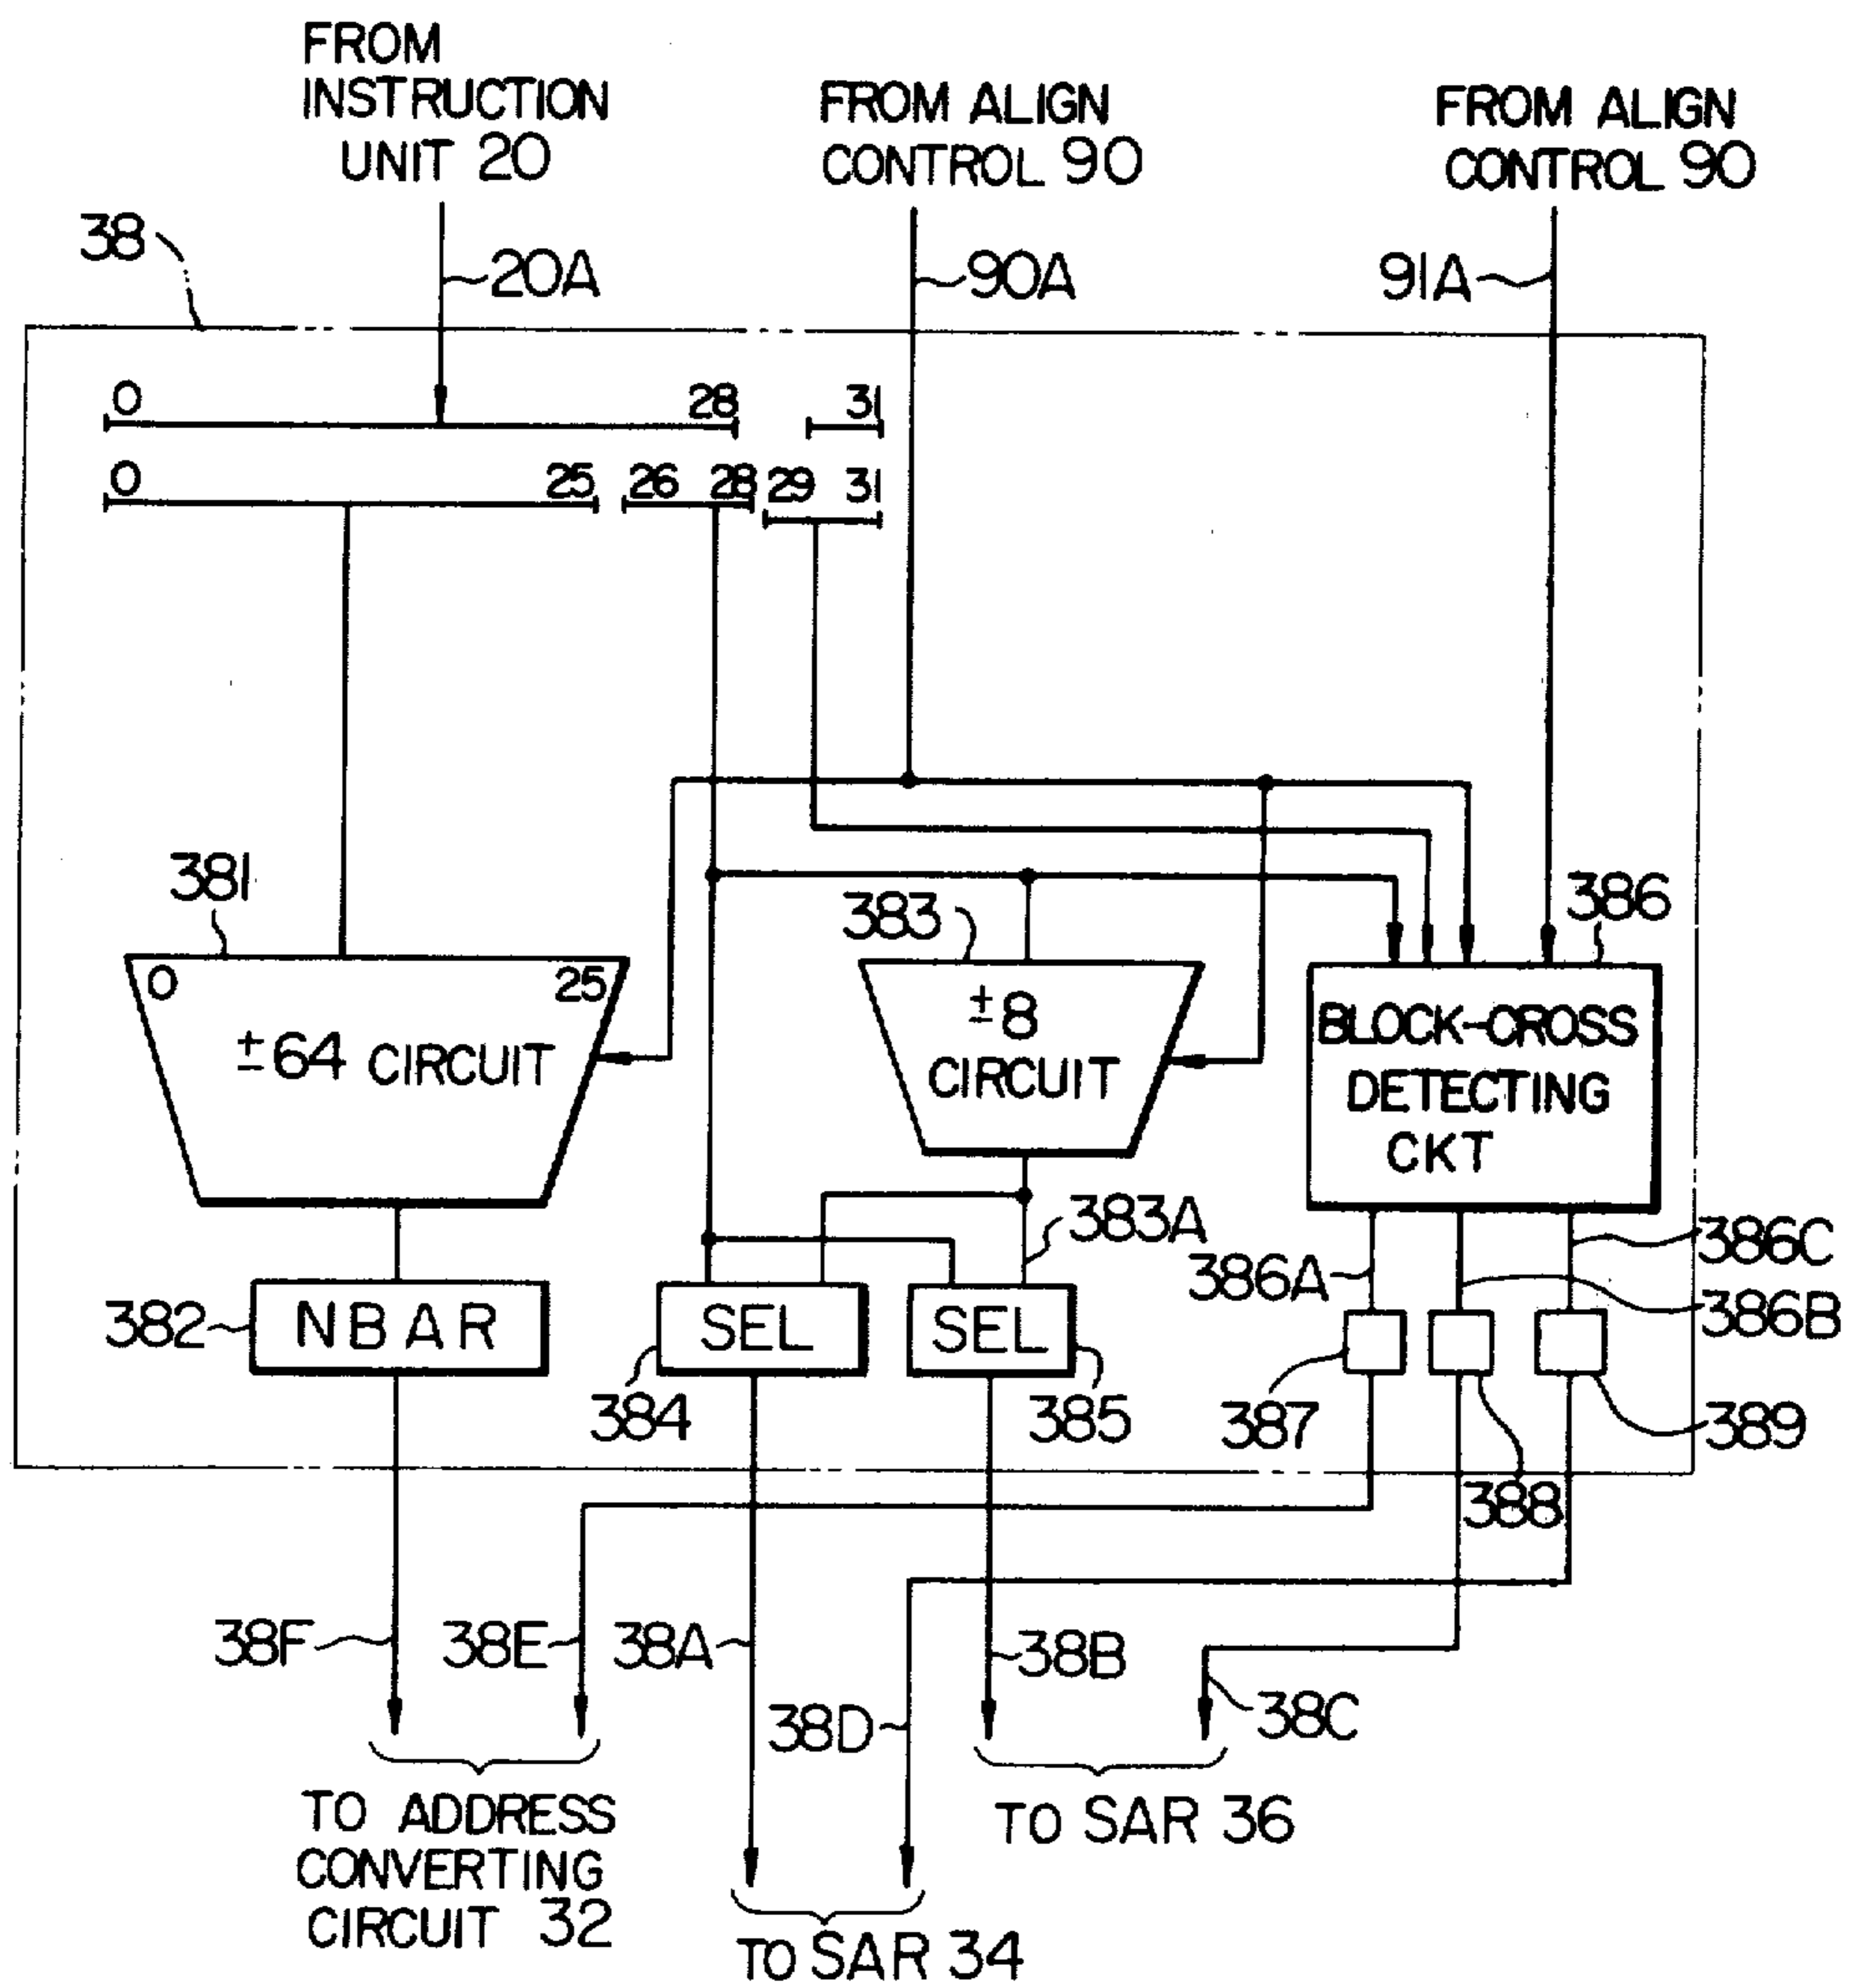 FROM
INSTRUCTION
UNIT 20
FROM ALIGN
CONTROL 90
FROM ALIGN
CONTROL 90
38
20A
90A
91A
0 28 31
0 25 26 28 29 31
381
383
386
0 25
±64 CIRCUIT
±8
CIRCUIT
BLOCK-CROSS
DETECTING
CKT
383A
386A
386C
386B
382
NBAR
SEL
SEL
384
385
387
388
389
38F
38E
38A
38D
38B
38C
TO ADDRESS
CONVERTING
CIRCUIT 32
TO SAR 34
TO SAR 36